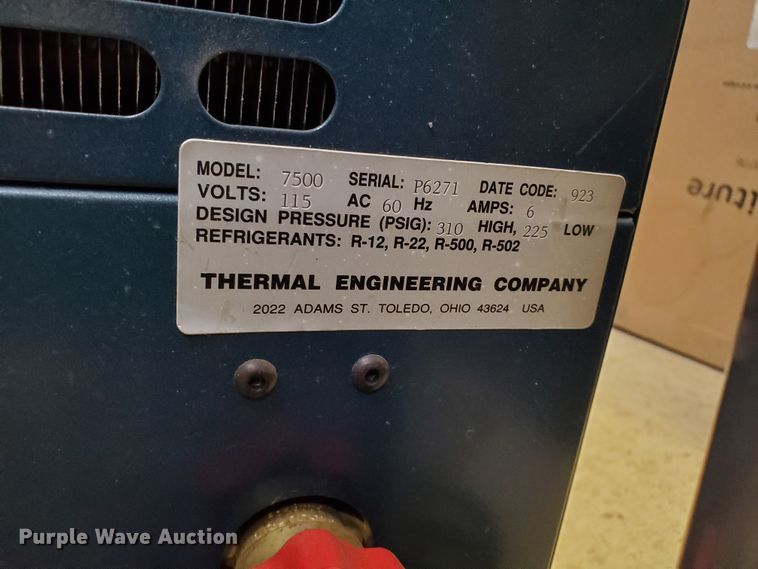 MODEL: 7500 SERIAL: P6271 DATE CODE: 923
VOLTS: 115 AC 60 Hz AMPS: 6
DESIGN PRESSURE (PSIG): 310 HIGH, 225 LOW
REFRIGERANTS: R-12, R-22, R-500, R-502
THERMAL ENGINEERING COMPANY
2022 ADAMS ST. TOLEDO, OHIO 43624 USA
Purple Wave Auction